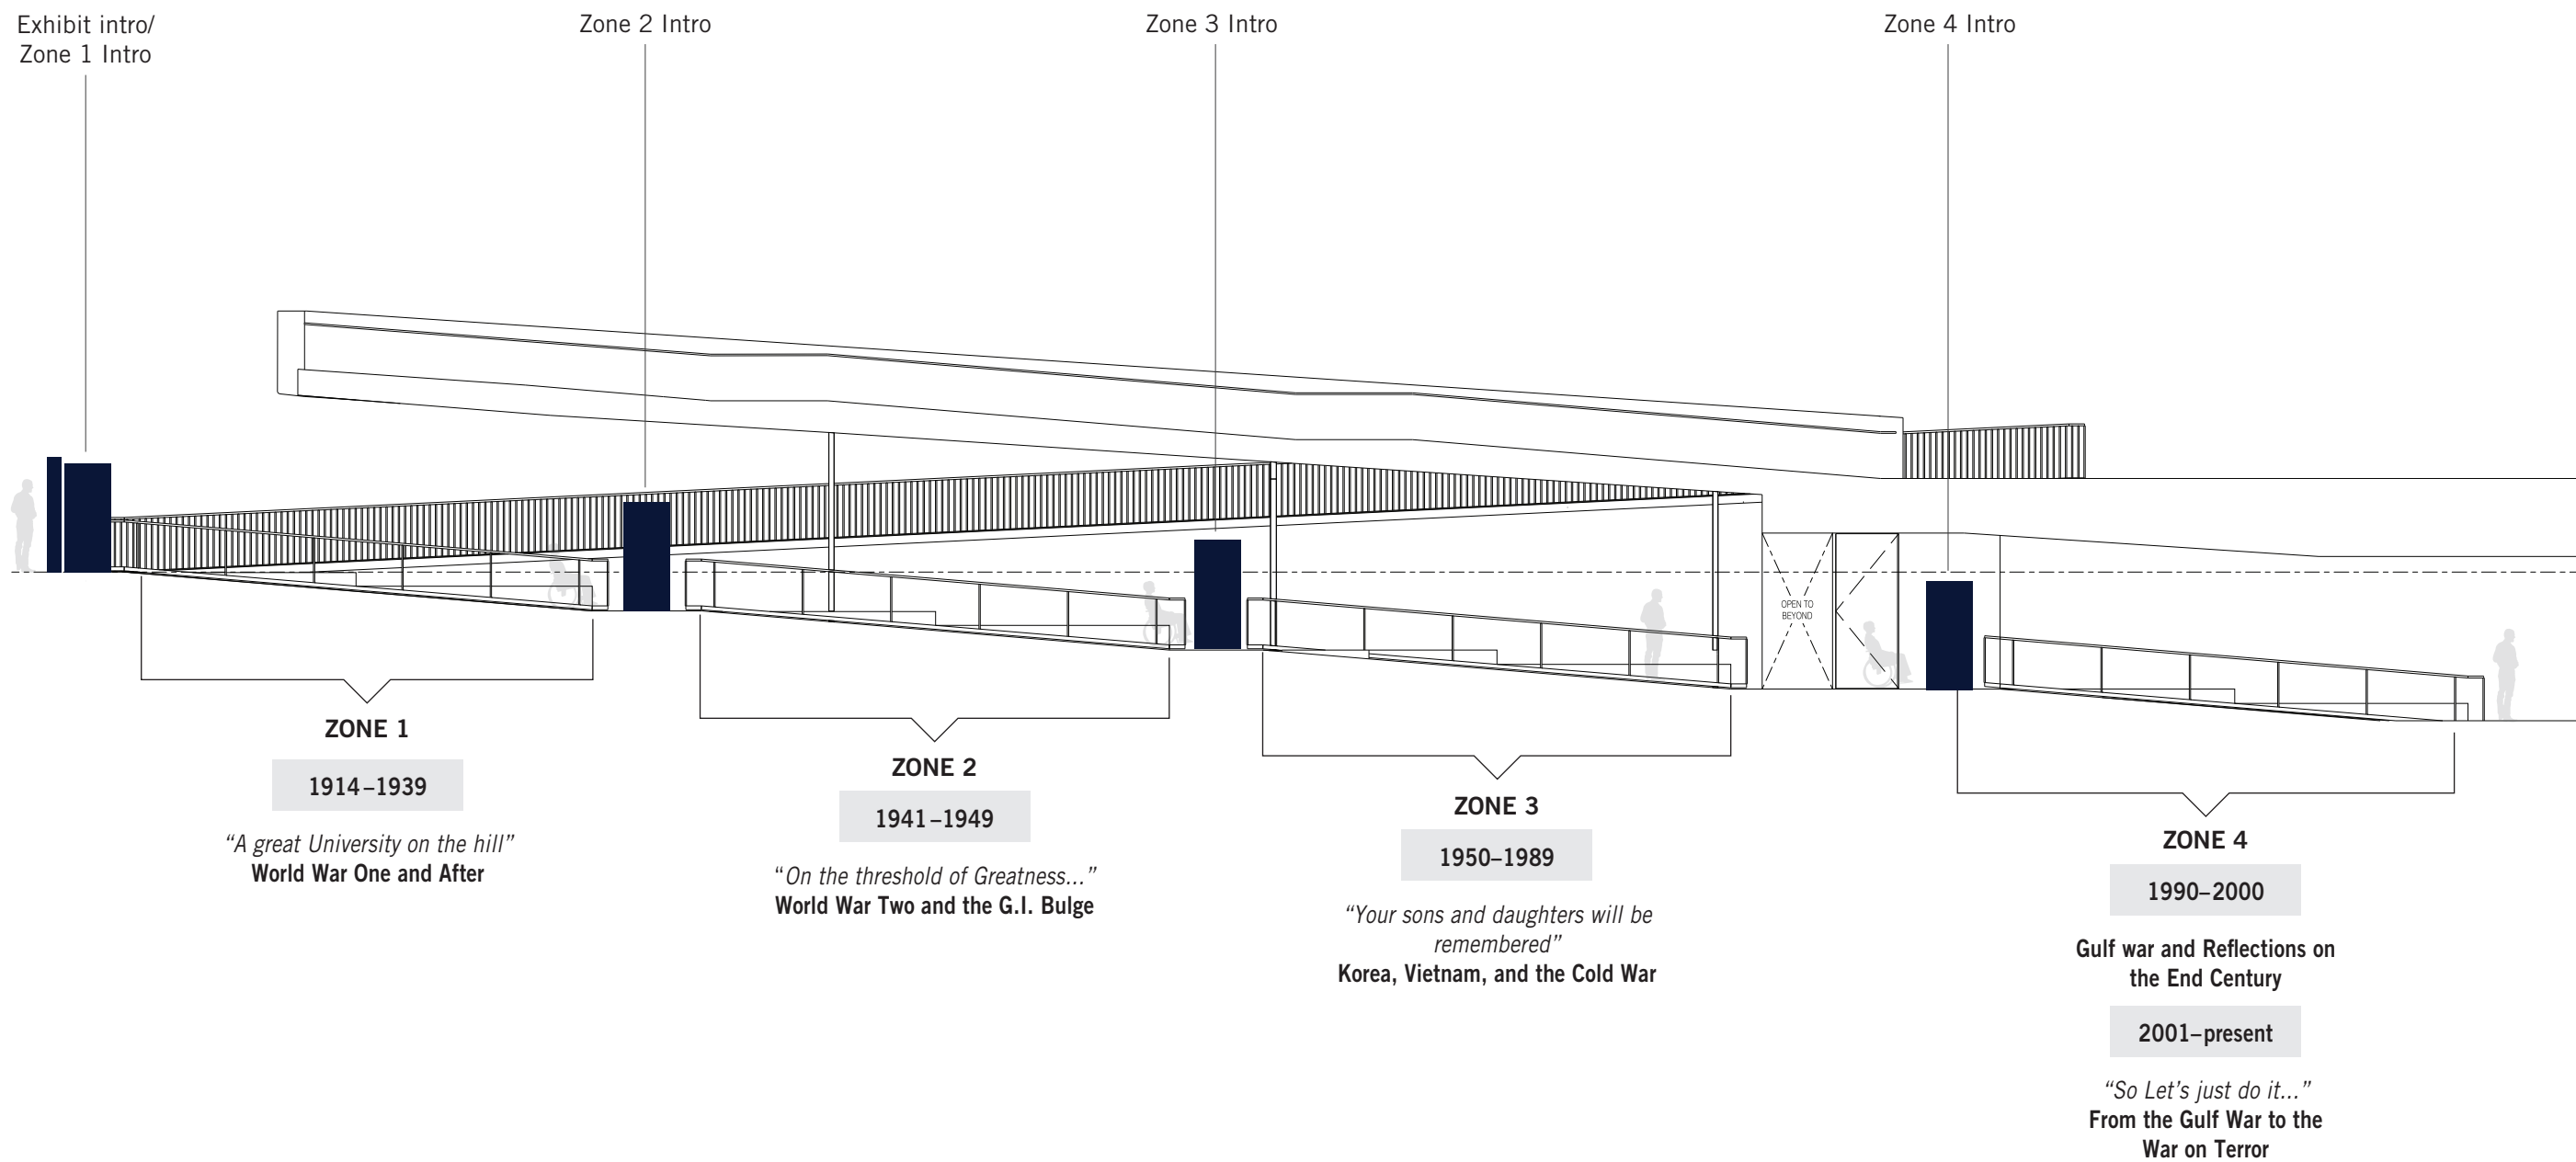 Exhibit intro/
Zone 1 Intro
Zone 2 Intro
Zone 3 Intro
Zone 4 Intro
OPEN TO
BEYOND
ZONE 1
1914–1939
“A great University on the hill”
World War One and After
ZONE 2
1941–1949
“On the threshold of Greatness...”
World War Two and the G.I. Bulge
ZONE 3
1950–1989
“Your sons and daughters will be
remembered”
Korea, Vietnam, and the Cold War
ZONE 4
1990–2000
Gulf war and Reflections on
the End Century
2001–present
“So Let’s just do it...”
From the Gulf War to the
War on Terror